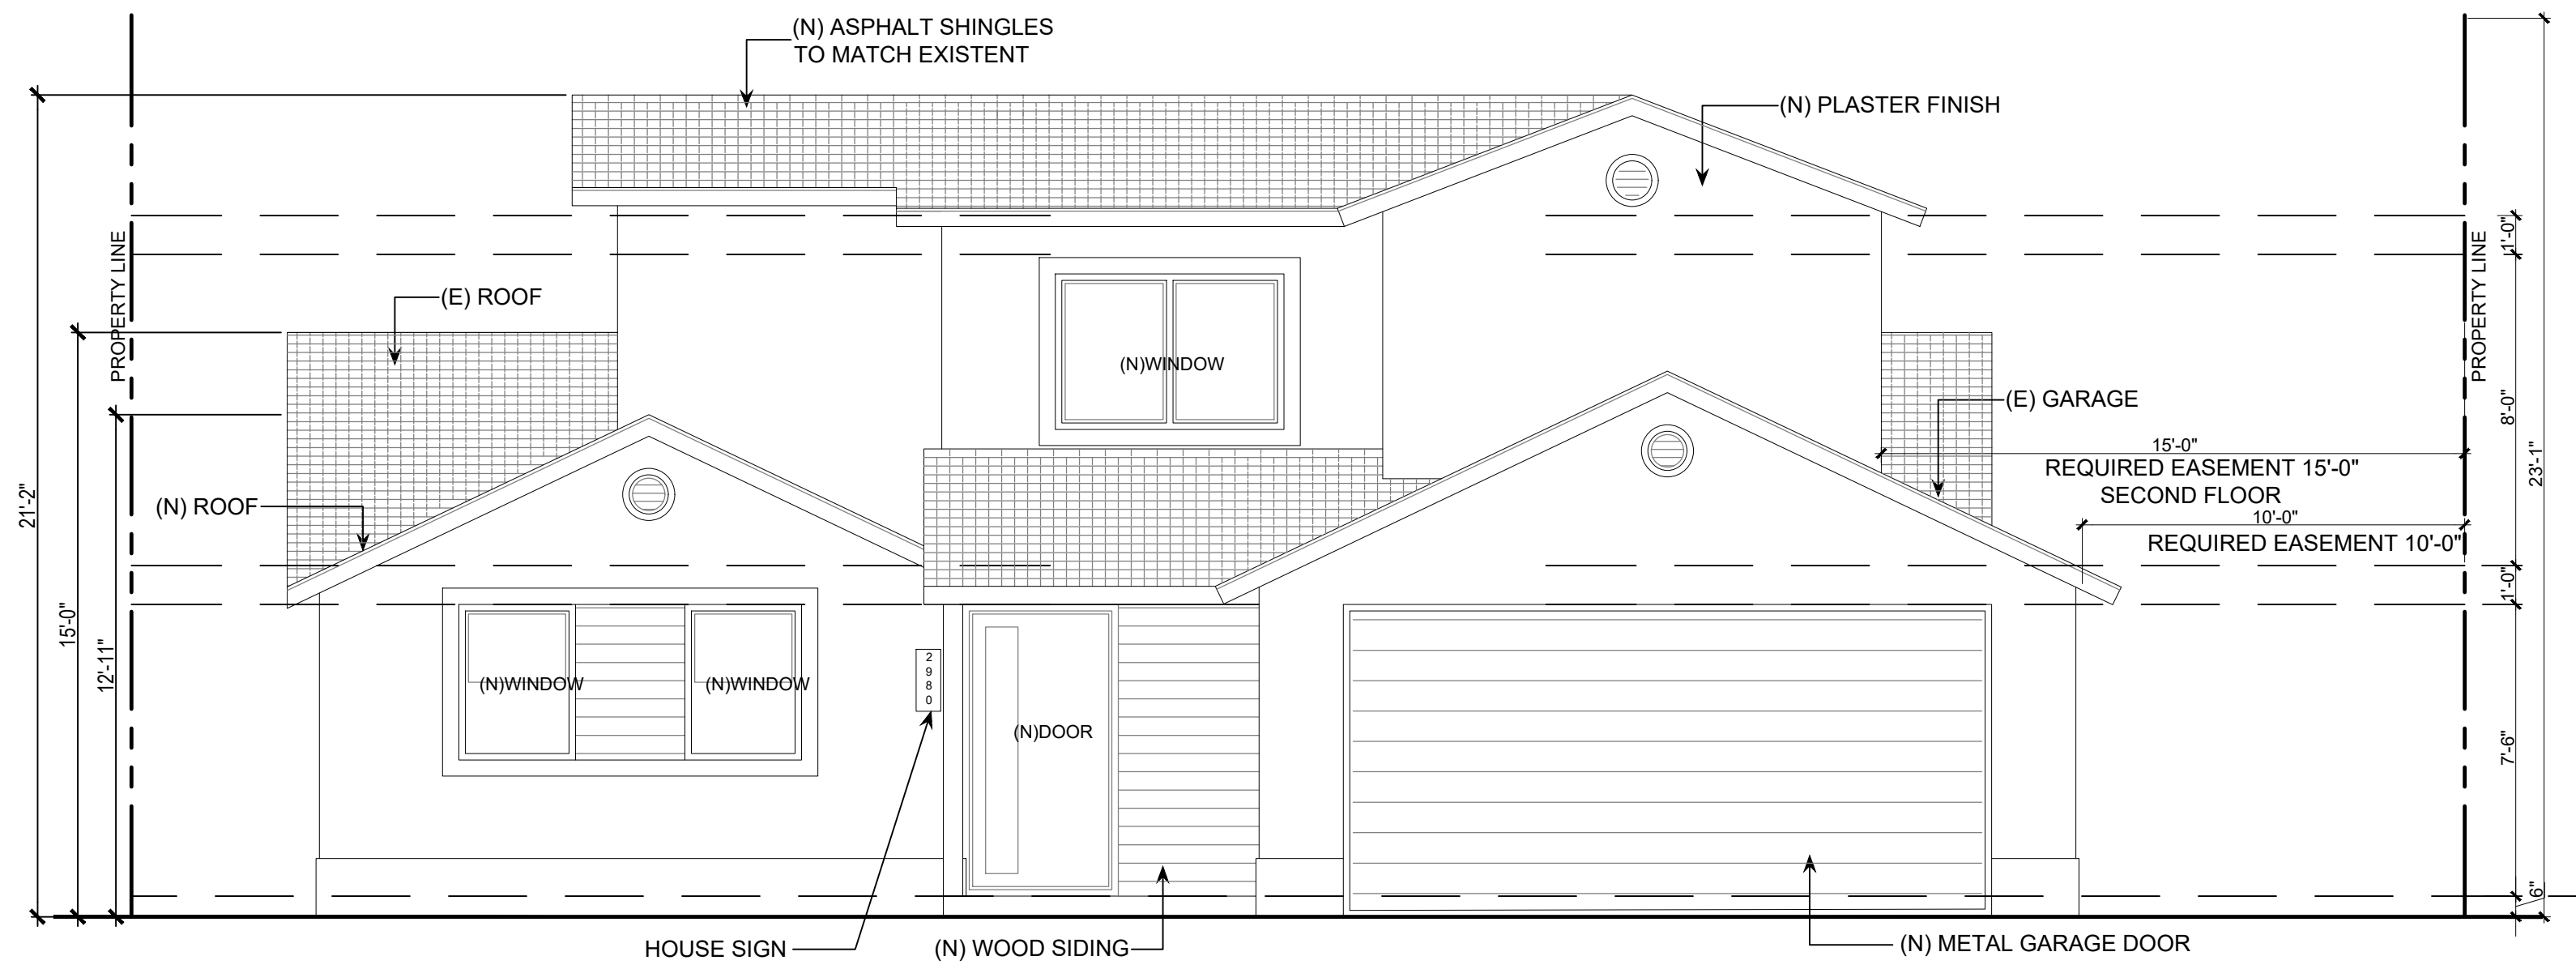 (N) ASPHALT SHINGLES
TO MATCH EXISTENT
(N) PLASTER FINISH
PROPERTY LINE
PROPERTY LINE
1'-0"
(E) ROOF
(N)WINDOW
(E) GARAGE
8'-0"
23'-1"
15'-0"
REQUIRED EASEMENT 15'-0"
SECOND FLOOR
21'-2"
(N) ROOF
10'-0"
REQUIRED EASEMENT 10'-0"
1'-0"
15'-0"
12'-11"
2
9
8
0
(N)WINDOW
(N)WINDOW
(N)DOOR
7'-6"
6"
HOUSE SIGN
(N) WOOD SIDING
(N) METAL GARAGE DOOR